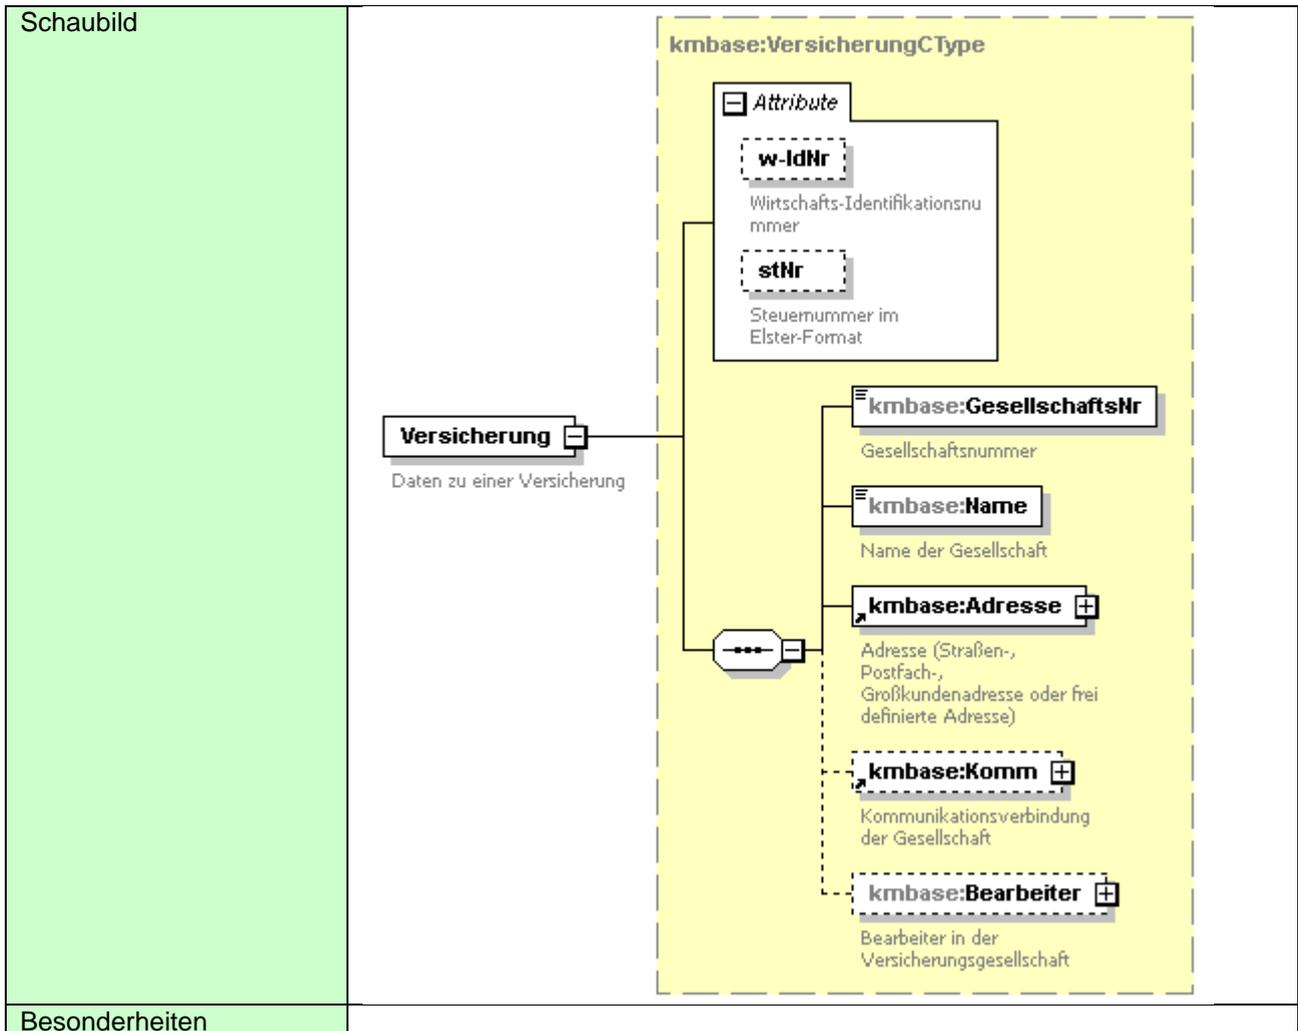 Schaubild
kmbase:VersicherungCType
Attribute
w-IdNr
Wirtschafts-Identifikationsnu
mmer
stNr
Steuernummer im
Elster-Format
Versicherung
Daten zu einer Versicherung
kmbase:GesellschaftsNr
Gesellschaftsnummer
kmbase:Name
Name der Gesellschaft
kmbase:Adresse
Adresse (Straßen-,
Postfach-,
Großkundenadresse oder frei
definierte Adresse)
kmbase:Komm
Kommunikationsverbindung
der Gesellschaft
kmbase:Bearbeiter
Bearbeiter in der
Versicherungsgesellschaft
Besonderheiten